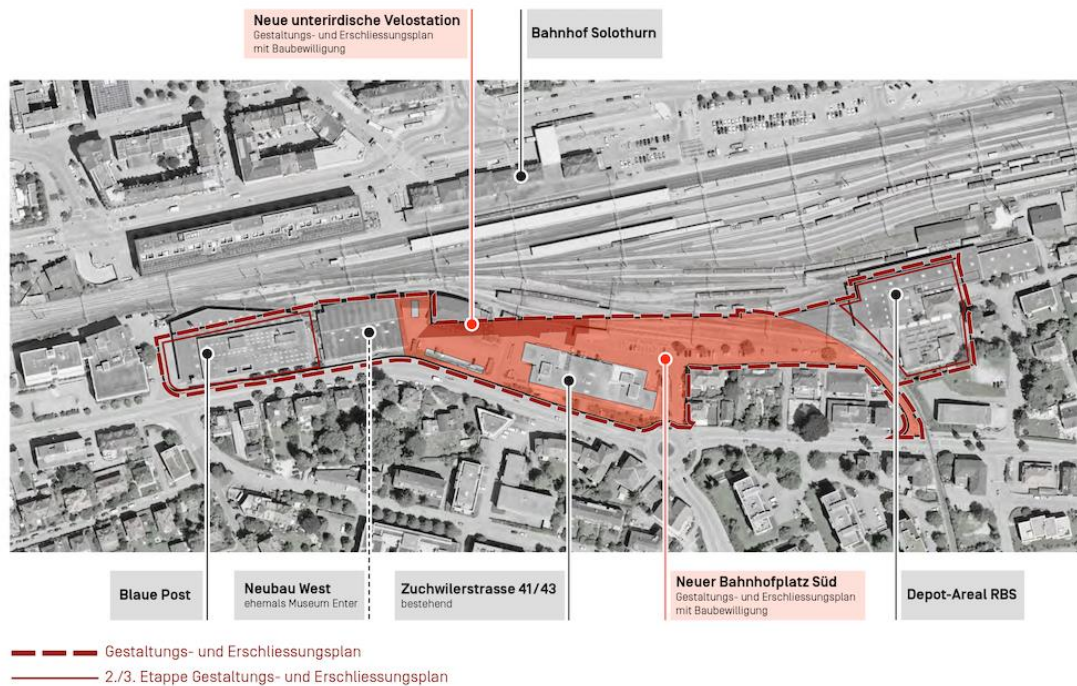 Neue unterirdische Velostation
Gestaltungs- und Erschliessungsplan
mit Baubewilligung
Bahnhof Solothurn
Blaue Post
Neubau West
ehemals Museum Enter
Zuchwilerstrasse 41/43
bestehend
Neuer Bahnhofplatz Süd
Gestaltungs- und Erschliessungsplan
mit Baubewilligung
Depot-Areal RBS
Gestaltungs- und Erschliessungsplan
2./3. Etappe Gestaltungs- und Erschliessungsplan